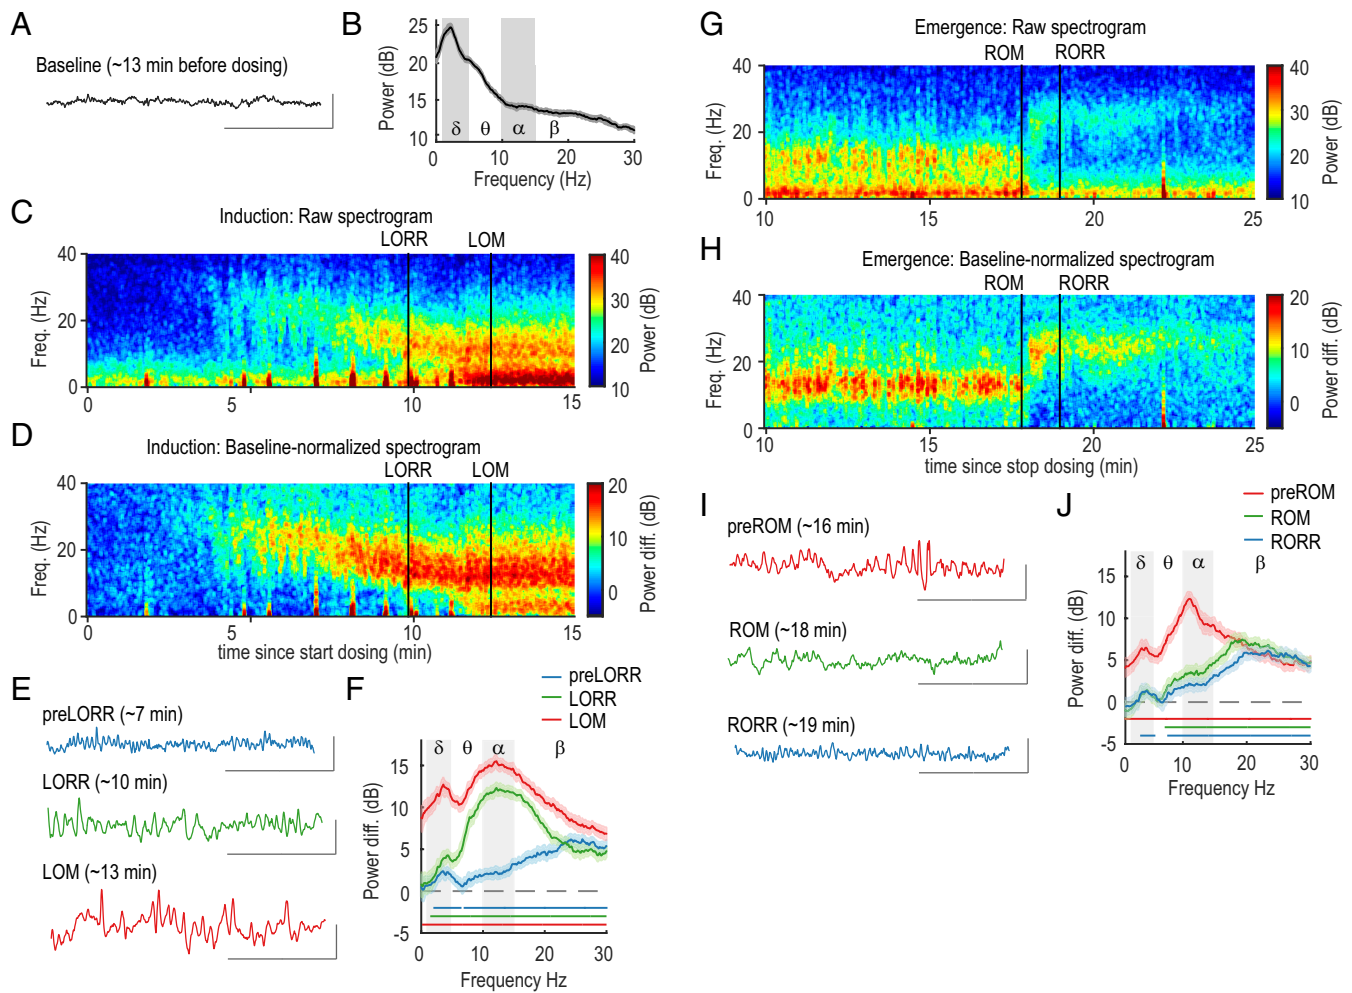 A
Baseline (~13 min before dosing)
B
25
20
15
10
Power (dB)
δ θ α β
0 10 20 30
Frequency (Hz)
C
Induction: Raw spectrogram
LORR LOM
40
20
0
Freq. (Hz)
0 5 10 15
40
30
20
10
Power (dB)
D
Induction: Baseline-normalized spectrogram
LORR LOM
40
20
0
Freq. (Hz)
0 5 10 15
time since start dosing (min)
20
10
0
Power diff. (dB)
E
preLORR (~7 min)
LORR (~10 min)
LOM (~13 min)
F
preLORR
LORR
LOM
δ θ α β
15
10
5
0
-5
Power diff. (dB)
0 10 20 30
Frequency Hz
G
Emergence: Raw spectrogram
ROM RORR
40
20
0
Freq. (Hz)
10 15 20 25
40
30
20
10
Power (dB)
H
Emergence: Baseline-normalized spectrogram
ROM RORR
40
20
0
Freq. (Hz)
10 15 20 25
time since stop dosing (min)
20
10
0
Power diff. (dB)
I
preROM (~16 min)
ROM (~18 min)
RORR (~19 min)
J
preROM
ROM
RORR
δ θ α β
15
10
5
0
-5
Power diff. (dB)
0 10 20 30
Frequency Hz